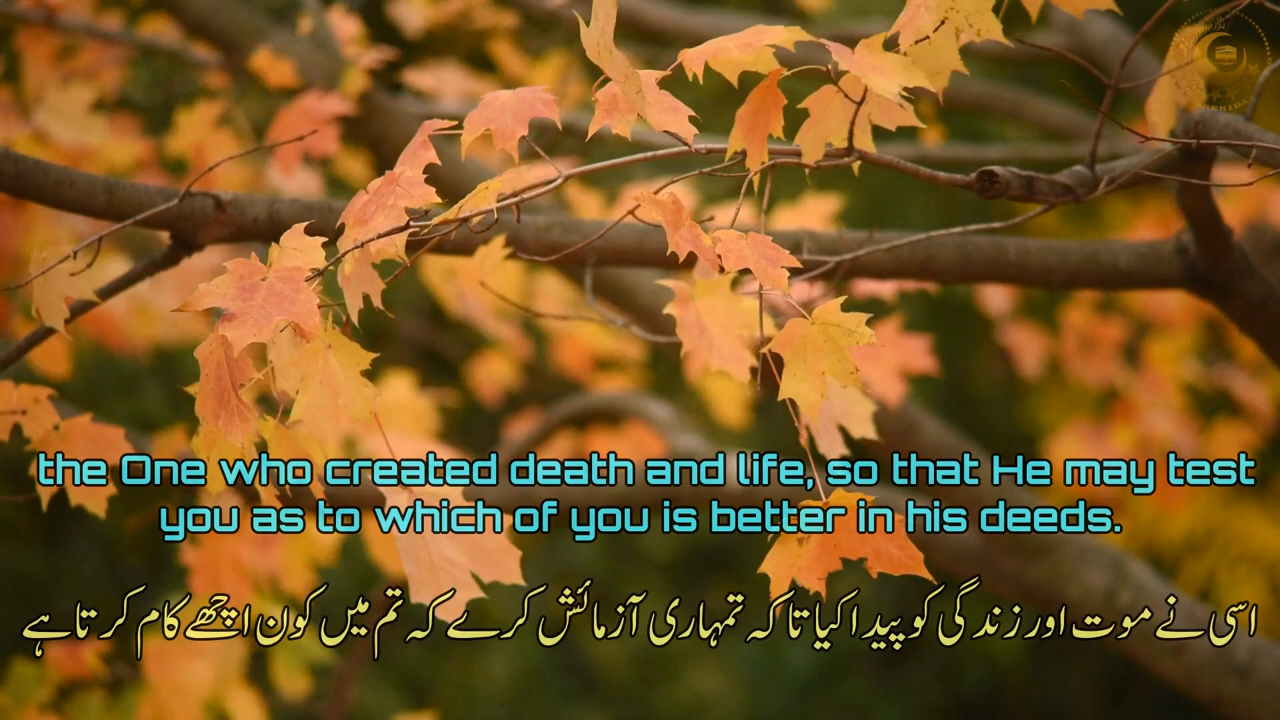 the One who created death and life, so that He may test
you as to which of you is better in his deeds.
اسی نے موت اور زندگی کو پیدا کیا تاکہ تمہاری آزمائش کرے کہ تم میں کون اچھے کام کرتا ہے